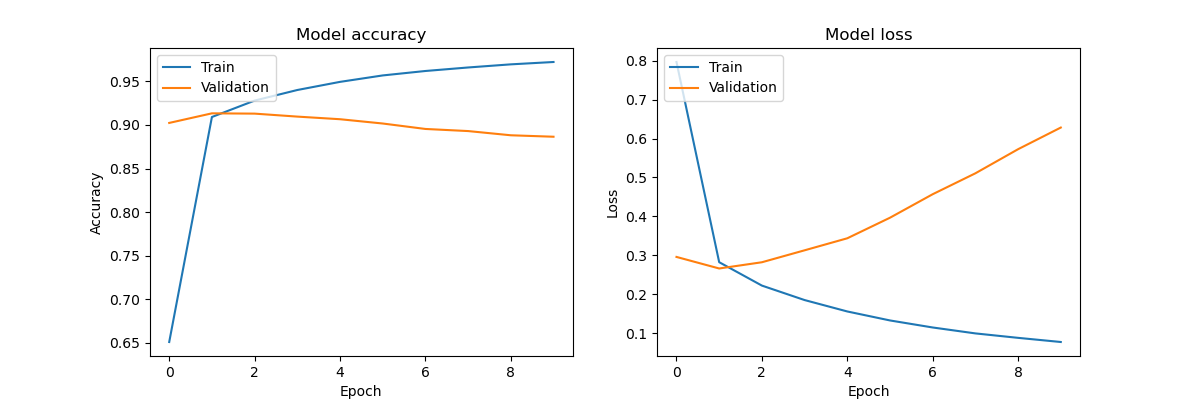 Model accuracy
Train
Validation
0.95
0.90
0.85
0.80
0.75
0.70
0.65
Accuracy
0 2 4 6 8
Epoch
Model loss
Train
Validation
0.8
0.7
0.6
0.5
0.4
0.3
0.2
0.1
Loss
0 2 4 6 8
Epoch